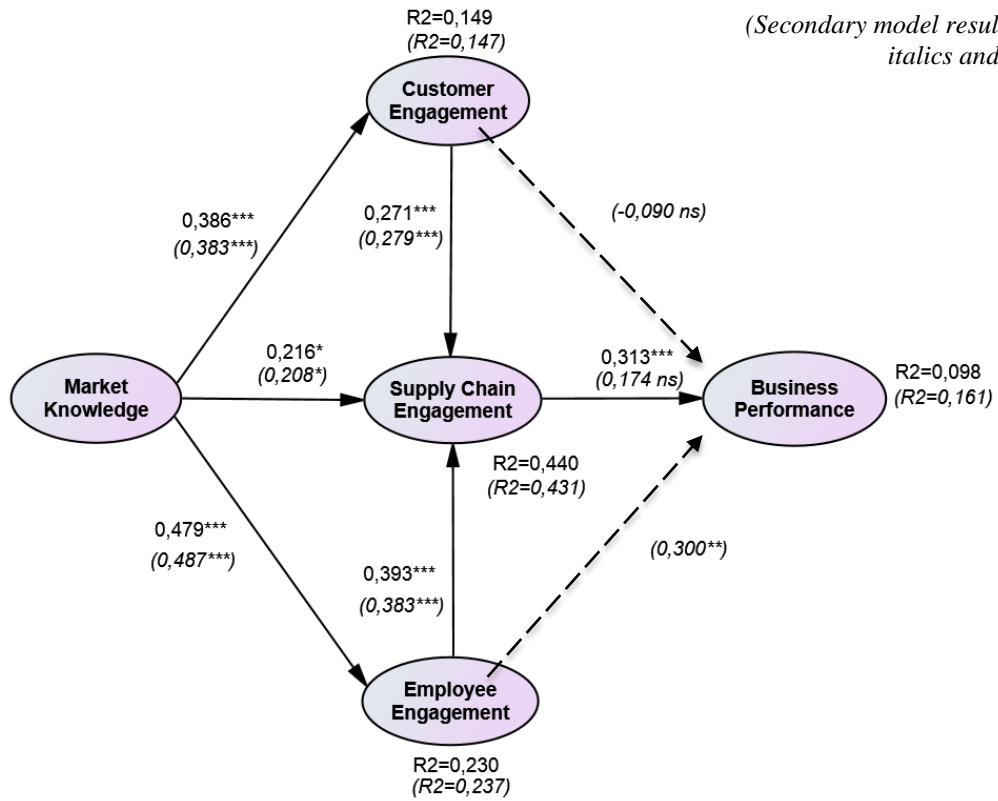 R2=0,149
(R2=0,147)
(Secondary model resul
italics and
Customer
Engagement
0,386***
(0,383***)
0,271***
(0,279***)
(-0,090 ns)
Market
Knowledge
0,216*
(0,208*)
Supply Chain
Engagement
0,313***
(0,174 ns)
Business
Performance
R2=0,098
(R2=0,161)
R2=0,440
(R2=0,431)
0,479***
(0,487***)
0,393***
(0,383***)
(0,300**)
Employee
Engagement
R2=0,230
(R2=0,237)